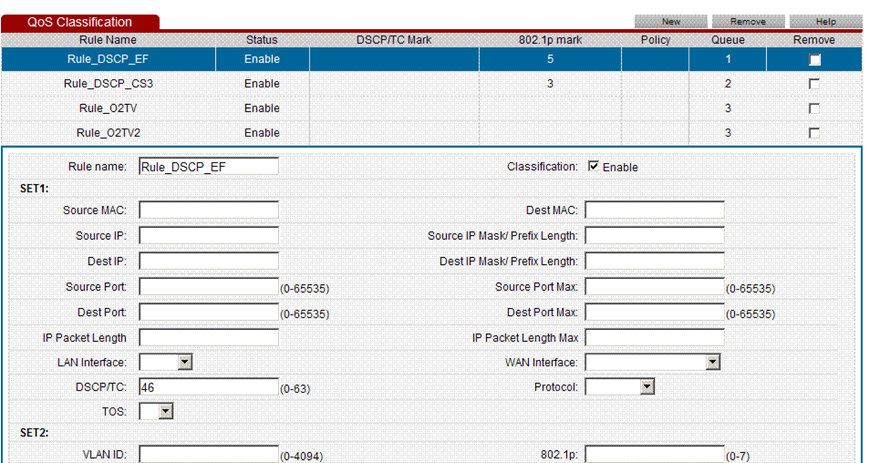 QoS Classification New Remove Help
Rule Name Status DSCP/TC Mark 802.1p mark Policy Queue Remove
Rule_DSCP_EF Enable 5 1
Rule_DSCP_CS3 Enable 3 2
Rule_O2TV Enable 3
Rule_O2TV2 Enable 3
Rule name: Rule_DSCP_EF Classification: Enable
SET1:
Source MAC: Dest MAC:
Source IP: Source IP Mask/ Prefix Length:
Dest IP: Dest IP Mask/ Prefix Length:
Source Port: (0-65535) Source Port Max: (0-65535)
Dest Port: (0-65535) Dest Port Max: (0-65535)
IP Packet Length IP Packet Length Max
LAN Interface: WAN Interface:
DSCP/TC: 46 (0-63) Protocol:
TOS:
SET2:
VLAN ID: (0-4094) 802.1p: (0-7)